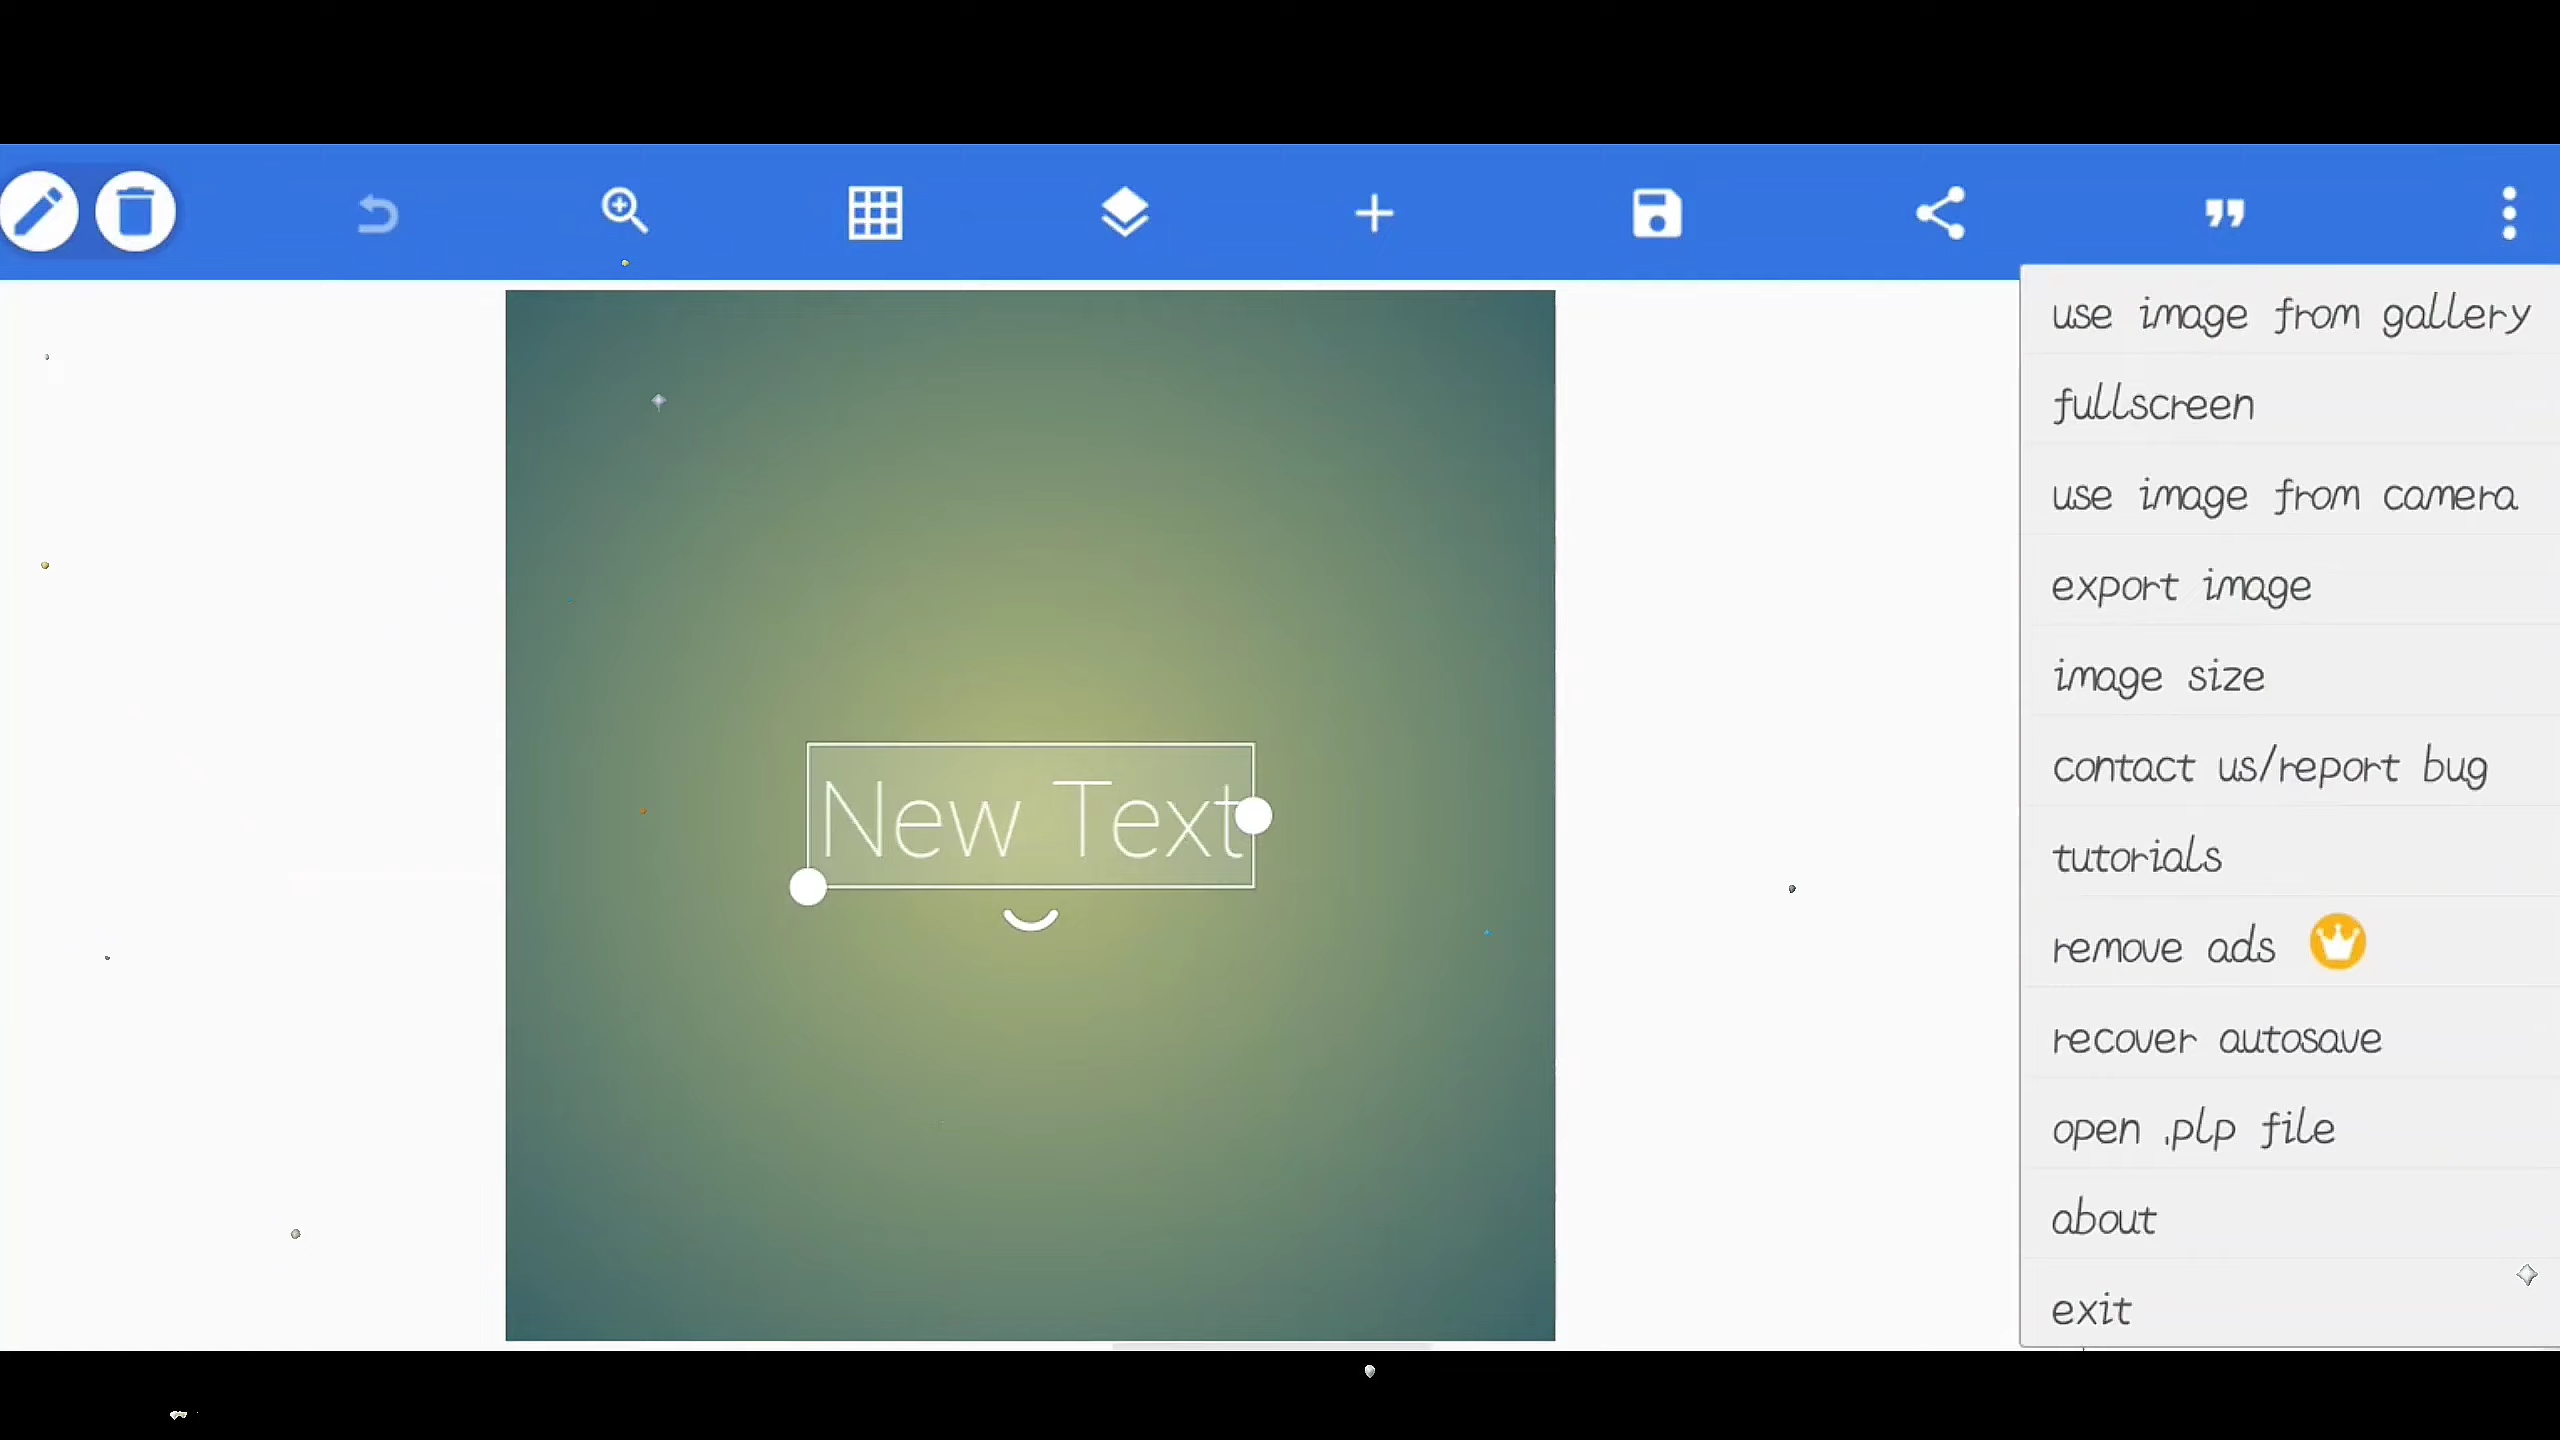 New Text
use image from gallery
fullscreen
use image from camera
export image
image size
contact us/report bug
tutorials
remove ads
recover autosave
open .plp file
about
exit